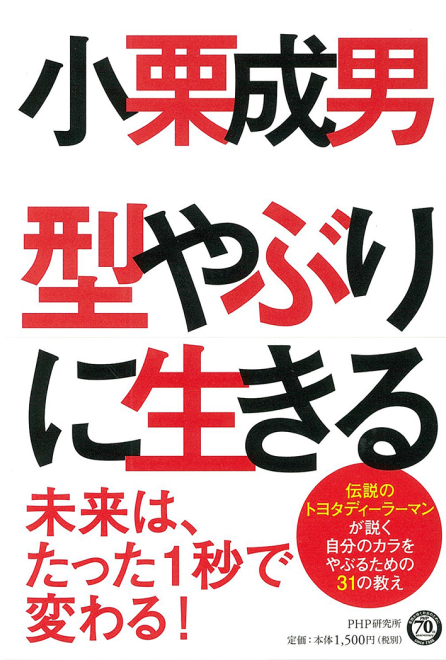 小栗成男
型やぶり
に生きる
未来は、
たった1秒で
変わる!
伝説の
トヨタディーラーマン
が説く
自分のカラを
やぶるための
31の教え
PHP研究所
定価:本体1,500円(税別)
70